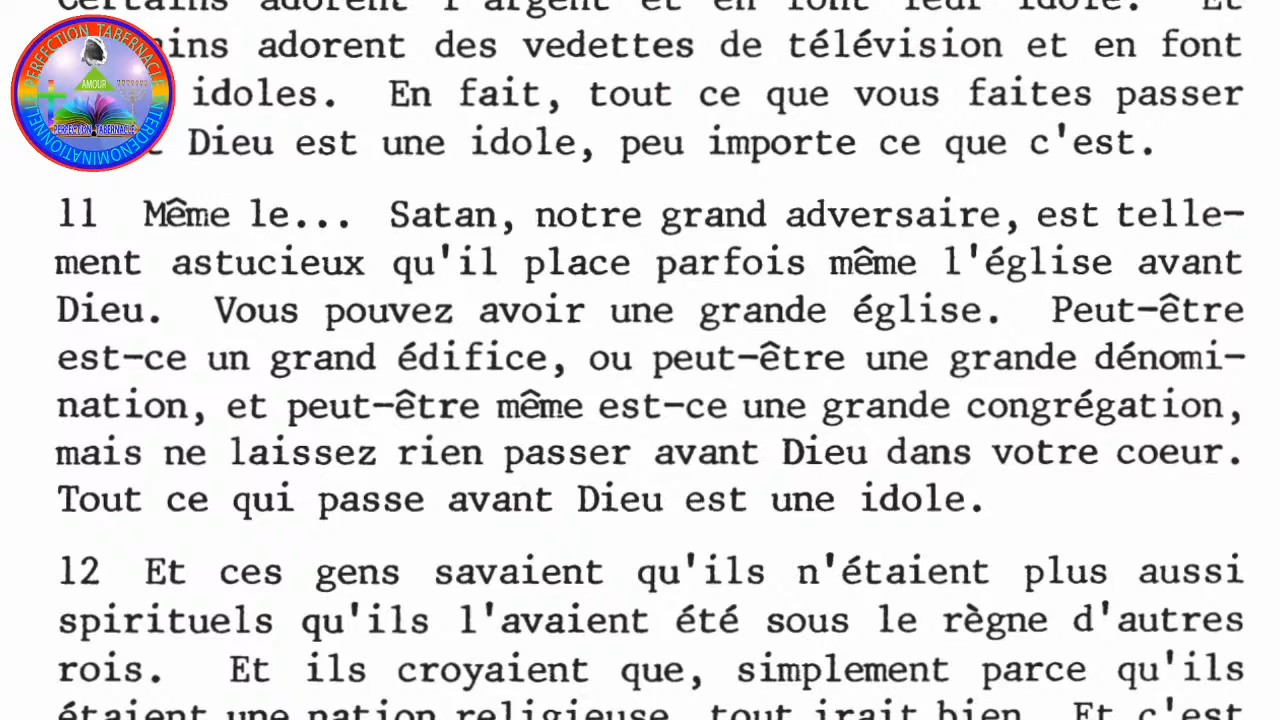 Certains adorent l'argent et en font leur idole. Et
ains adorent des vedettes de télévision et en font
idoles. En fait, tout ce que vous faites passer
Dieu est une idole, peu importe ce que c'est.
11 Même le... Satan, notre grand adversaire, est telle-
ment astucieux qu'il place parfois même l'église avant
Dieu. Vous pouvez avoir une grande église. Peut-être
est-ce un grand édifice, ou peut-être une grande dénomi-
nation, et peut-être même est-ce une grande congrégation,
mais ne laissez rien passer avant Dieu dans votre coeur.
Tout ce qui passe avant Dieu est une idole.
12 Et ces gens savaient qu'ils n'étaient plus aussi
spirituels qu'ils l'avaient été sous le règne d'autres
rois. Et ils croyaient que, simplement parce qu'ils
étaient une nation religieuse, tout irait bien. Et c'est
PERFECTION TABERNACLE INTERDENOMINATIONNELLE
AMOUR
PERFECTION TABERNACLE